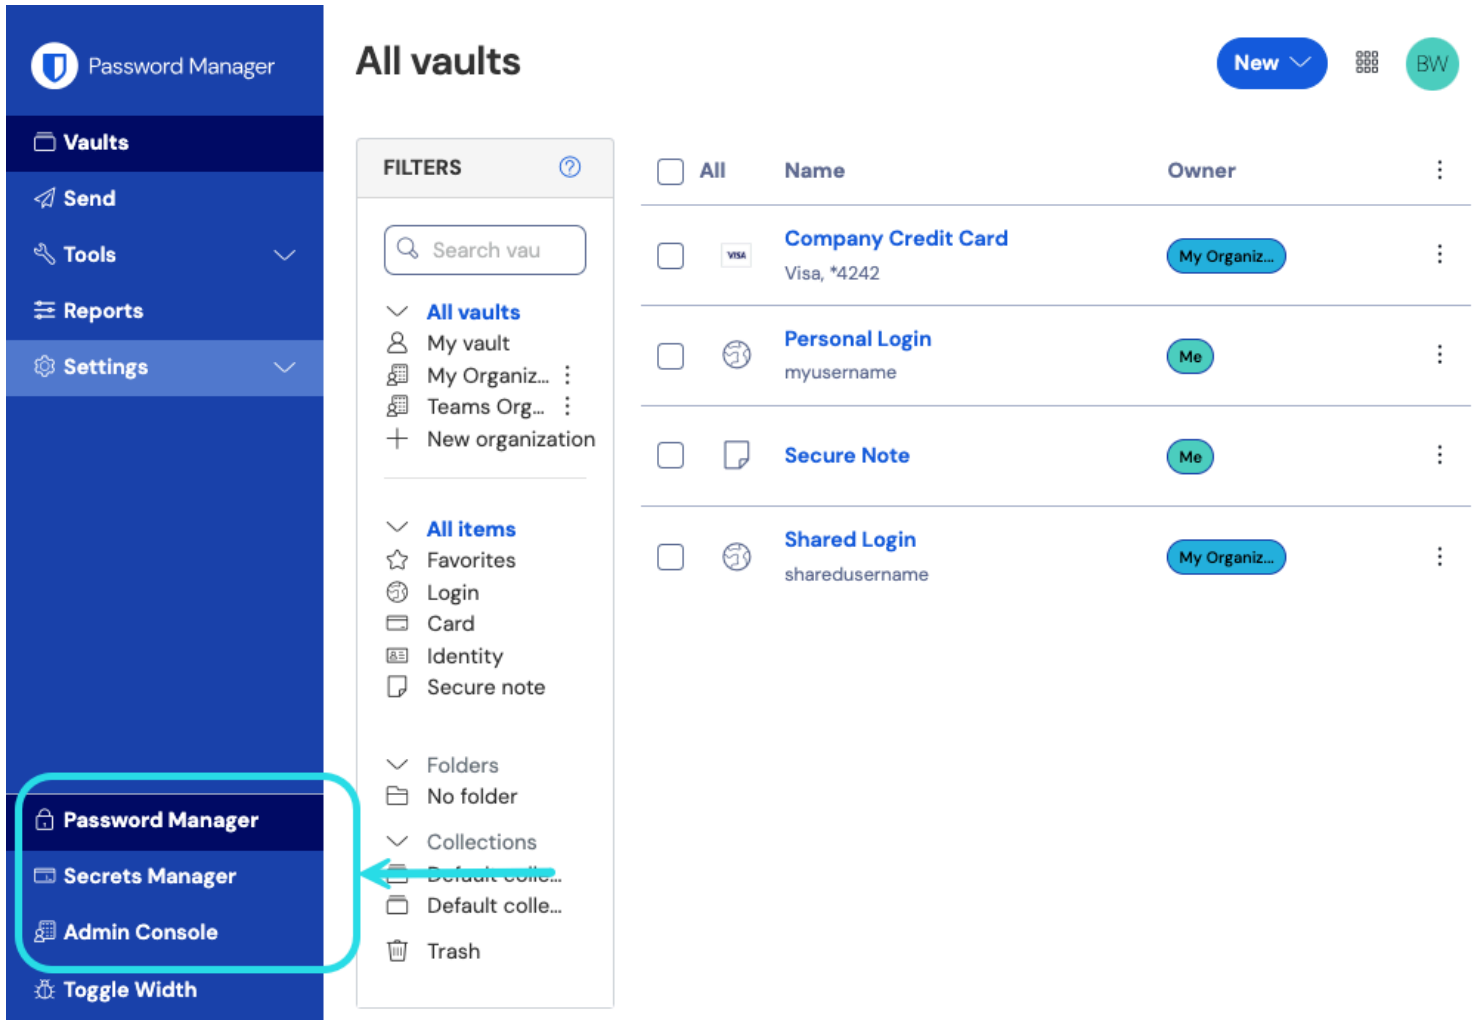 Password Manager
Vaults
Send
Tools
Reports
Settings
Password Manager
Secrets Manager
Admin Console
Toggle Width
All vaults
New
BW
FILTERS
Search vau
All vaults
My vault
My Organiz...
Teams Org...
New organization
All items
Favorites
Login
Card
Identity
Secure note
Folders
No folder
Collections
Default colle...
Default colle...
Trash
All Name Owner
VISA Company Credit Card My Organiz...
Visa, *4242
Personal Login Me
myusername
Secure Note Me
Shared Login My Organiz...
sharedusername